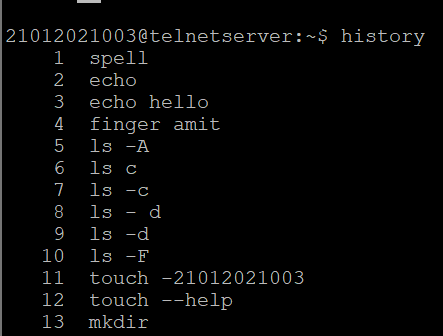 21012021003@telnetserver:~$ history
1 spell
2 echo
3 echo hello
4 finger amit
5 ls -A
6 ls c
7 ls -c
8 ls - d
9 ls -d
10 ls -F
11 touch -21012021003
12 touch --help
13 mkdir